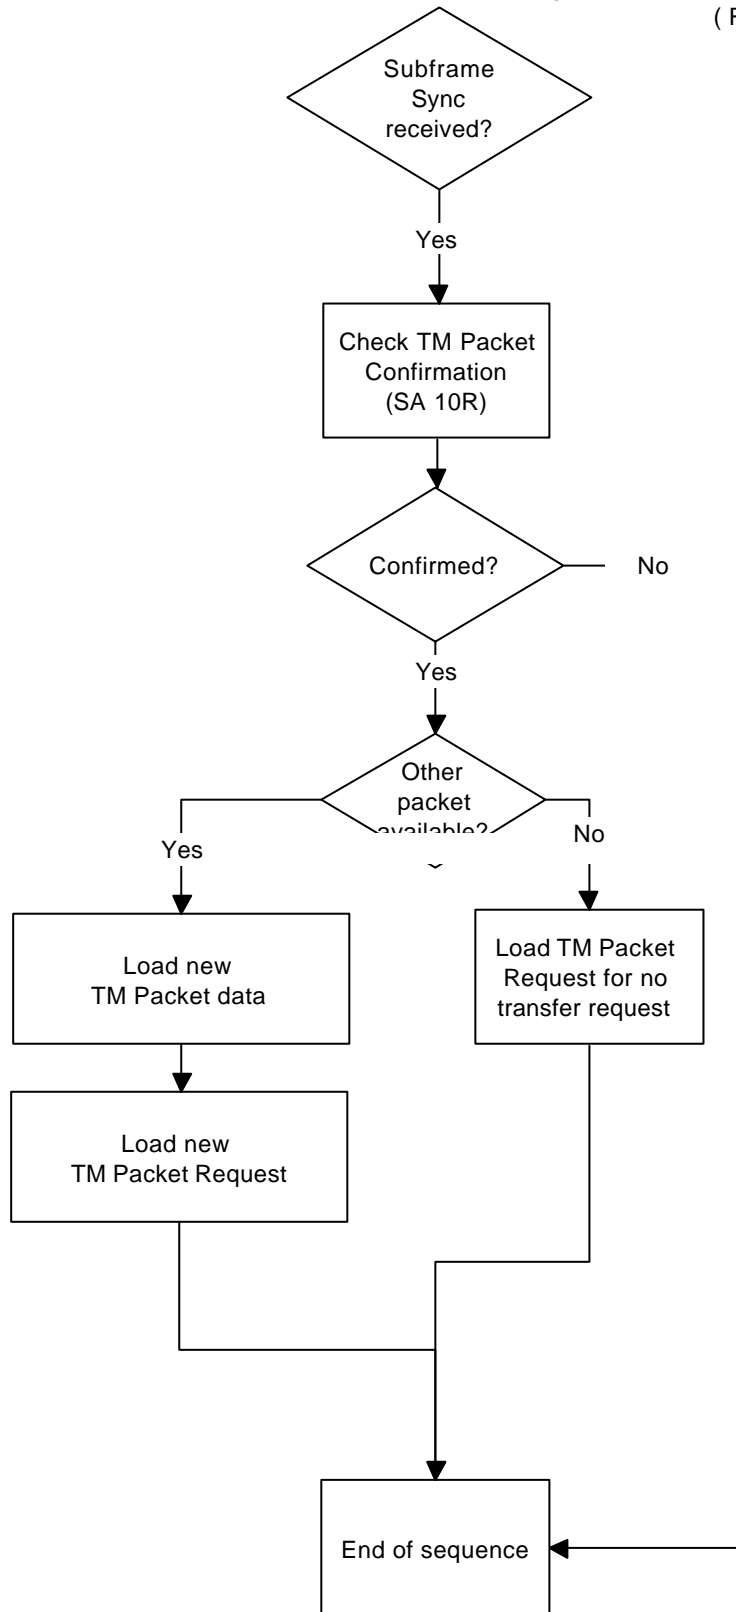 ( F
Subframe
Sync
received?
Yes
Check TM Packet
Confirmation
(SA 10R)
Confirmed?
No
Yes
Other
packet
available?
Yes
No
Load new
TM Packet data
Load TM Packet
Request for no
transfer request
Load new
TM Packet Request
End of sequence